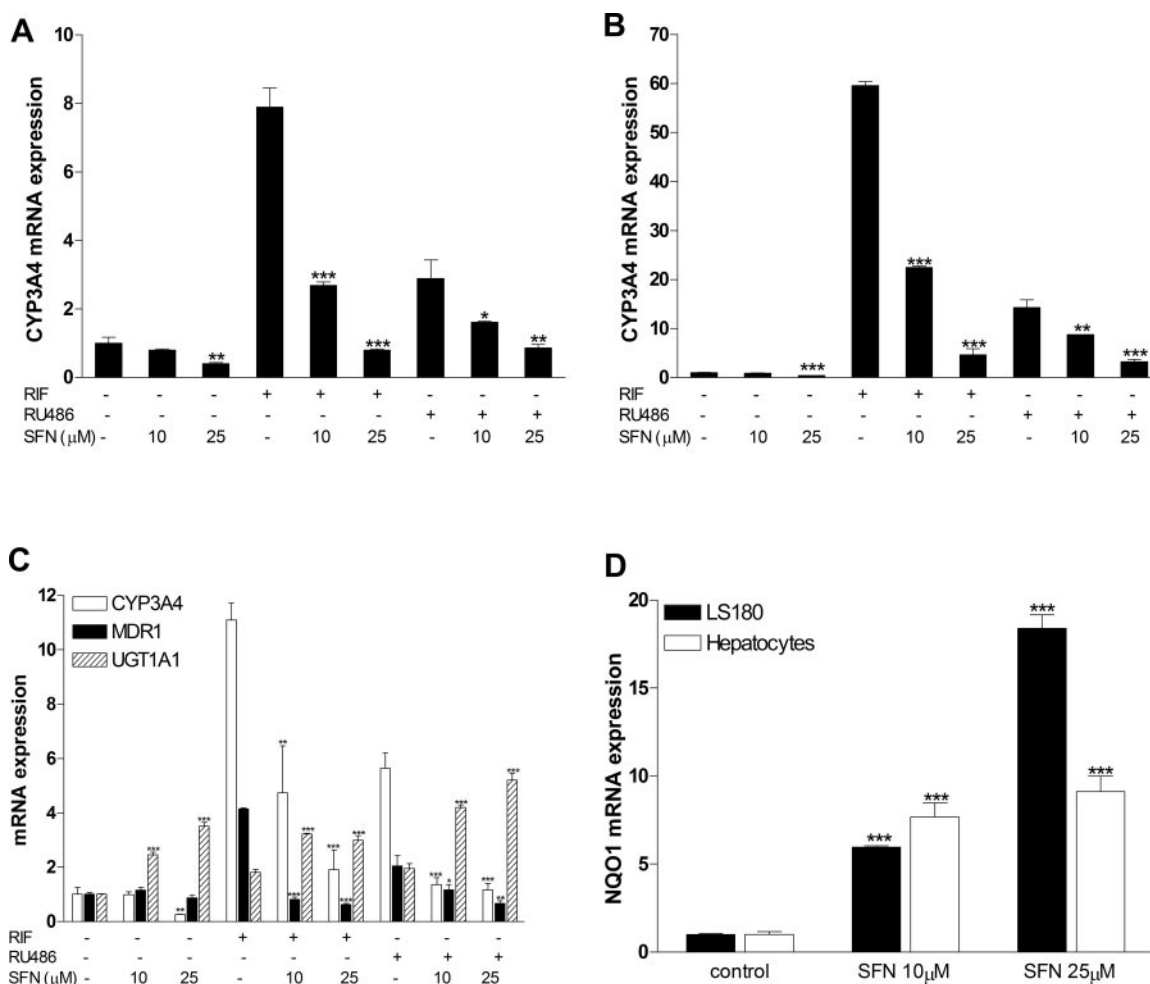 A
CYP3A4 mRNA expression
10
8
6
4
2
0
** *** *** * **
RIF - - - + + + - - -
RU486 - - - - - - + + +
SFN (μM) - 10 25 - 10 25 - 10 25
B
CYP3A4 mRNA expression
70
60
50
40
30
20
10
0
*** *** *** ** ***
RIF - - - + + + - - -
RU486 - - - - - - + + +
SFN (μM) - 10 25 - 10 25 - 10 25
C
mRNA expression
CYP3A4
MDR1
UGT1A1
12
10
8
6
4
2
0
*** ** *** ** *** *** *** *** *** *** * *** *** ** ***
RIF - - - + + + - - -
RU486 - - - - - - + + +
SFN (μM) - 10 25 - 10 25 - 10 25
D
NQO1 mRNA expression
LS180
Hepatocytes
20
15
10
5
0
*** *** *** ***
control SFN 10μM SFN 25μM